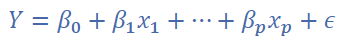 Y = β₀ + β₁x₁ + ⋯ + βₚxₚ + ϵ